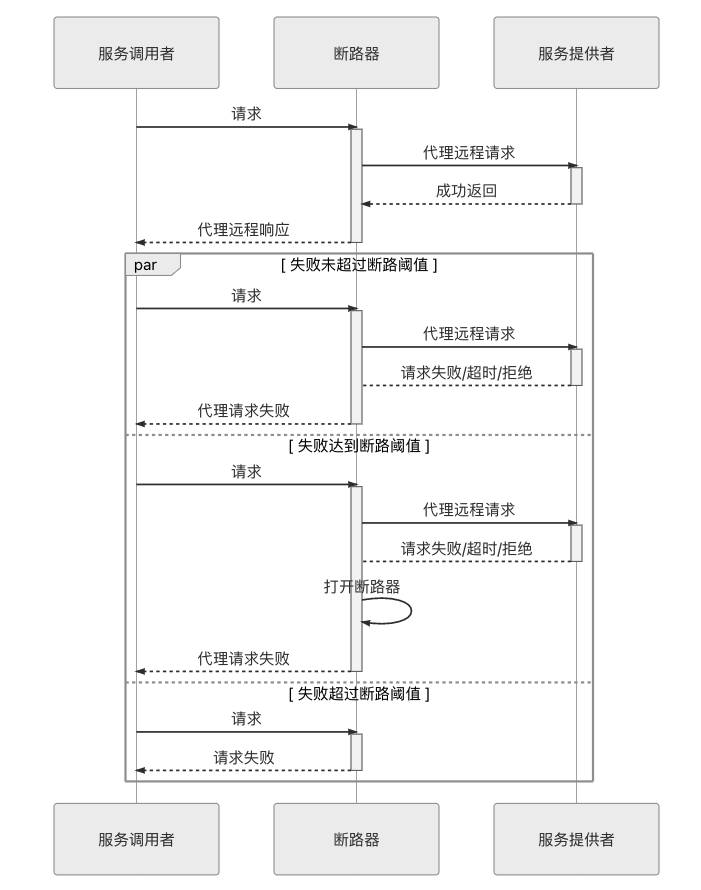 服务调用者 断路器 服务提供者
请求
代理远程请求
成功返回
代理远程响应
par [ 失败未超过断路阈值 ]
请求
代理远程请求
请求失败/超时/拒绝
代理请求失败
[ 失败达到断路阈值 ]
请求
代理远程请求
请求失败/超时/拒绝
打开断路器
代理请求失败
[ 失败超过断路阈值 ]
请求
请求失败
服务调用者 断路器 服务提供者